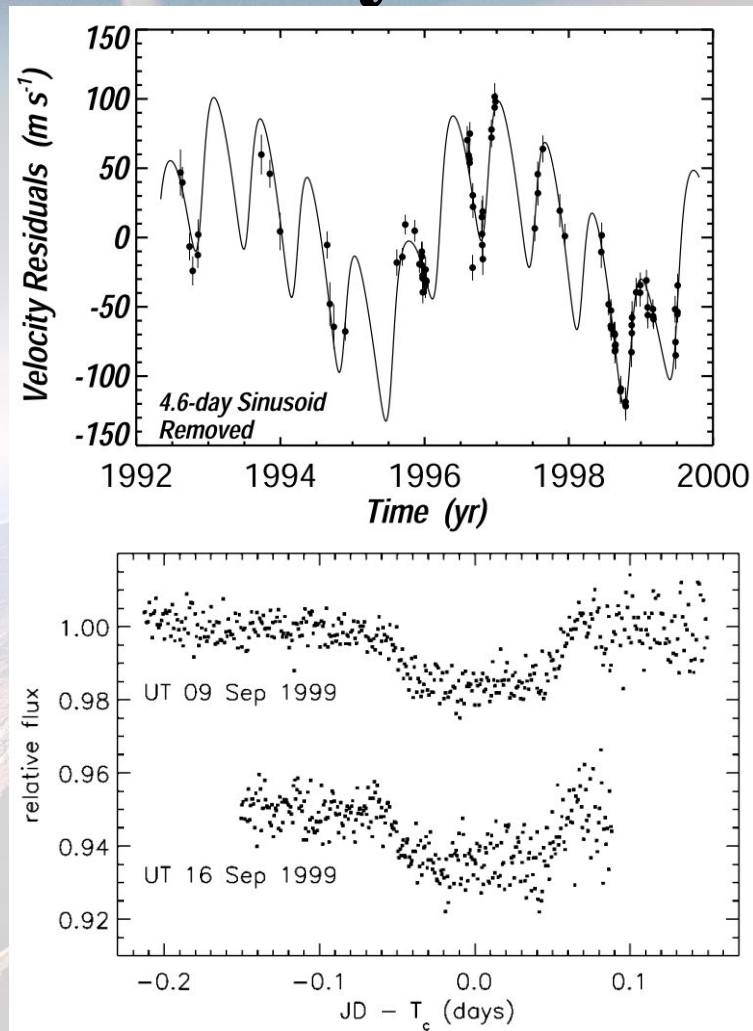 150
100
50
0
-50
-100
-150
Velocity Residuals (m s⁻¹)
4.6-day Sinusoid
Removed
1992 1994 1996 1998 2000
Time (yr)
1.00
0.98
0.96
0.94
0.92
relative flux
UT 09 Sep 1999
UT 16 Sep 1999
-0.2 -0.1 0.0 0.1
JD - T_c (days)